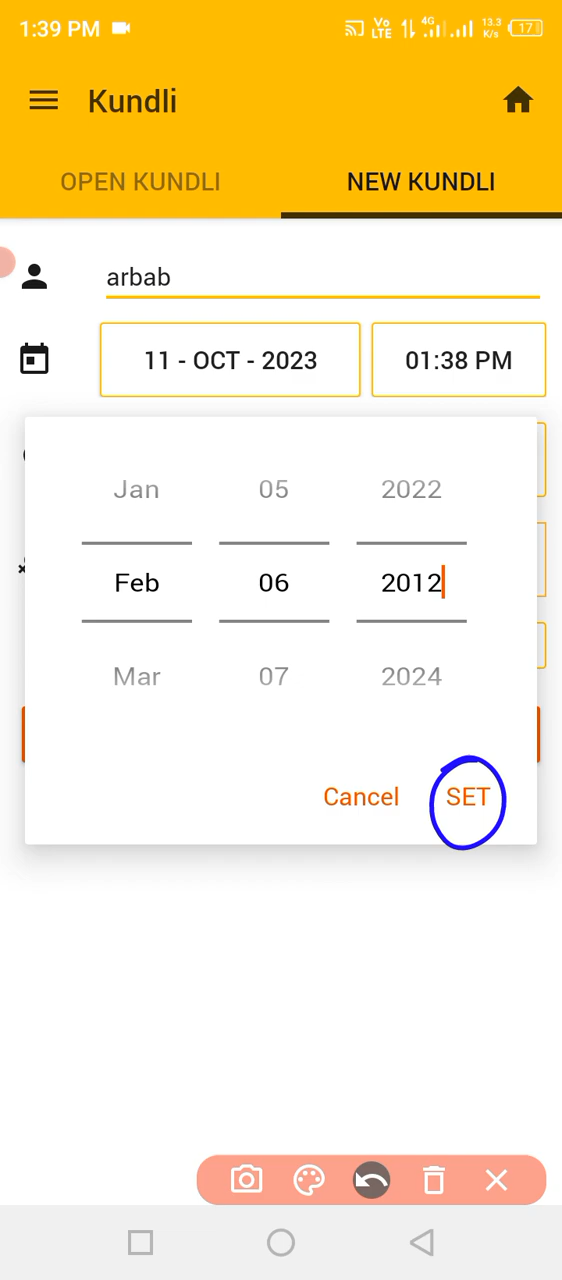 1:39 PM Vo LTE 4G 13.3 K/s 17
Kundli
OPEN KUNDLI NEW KUNDLI
arbab
11 - OCT - 2023 01:38 PM
Jan 05 2022
Feb 06 2012
Mar 07 2024
Cancel SET